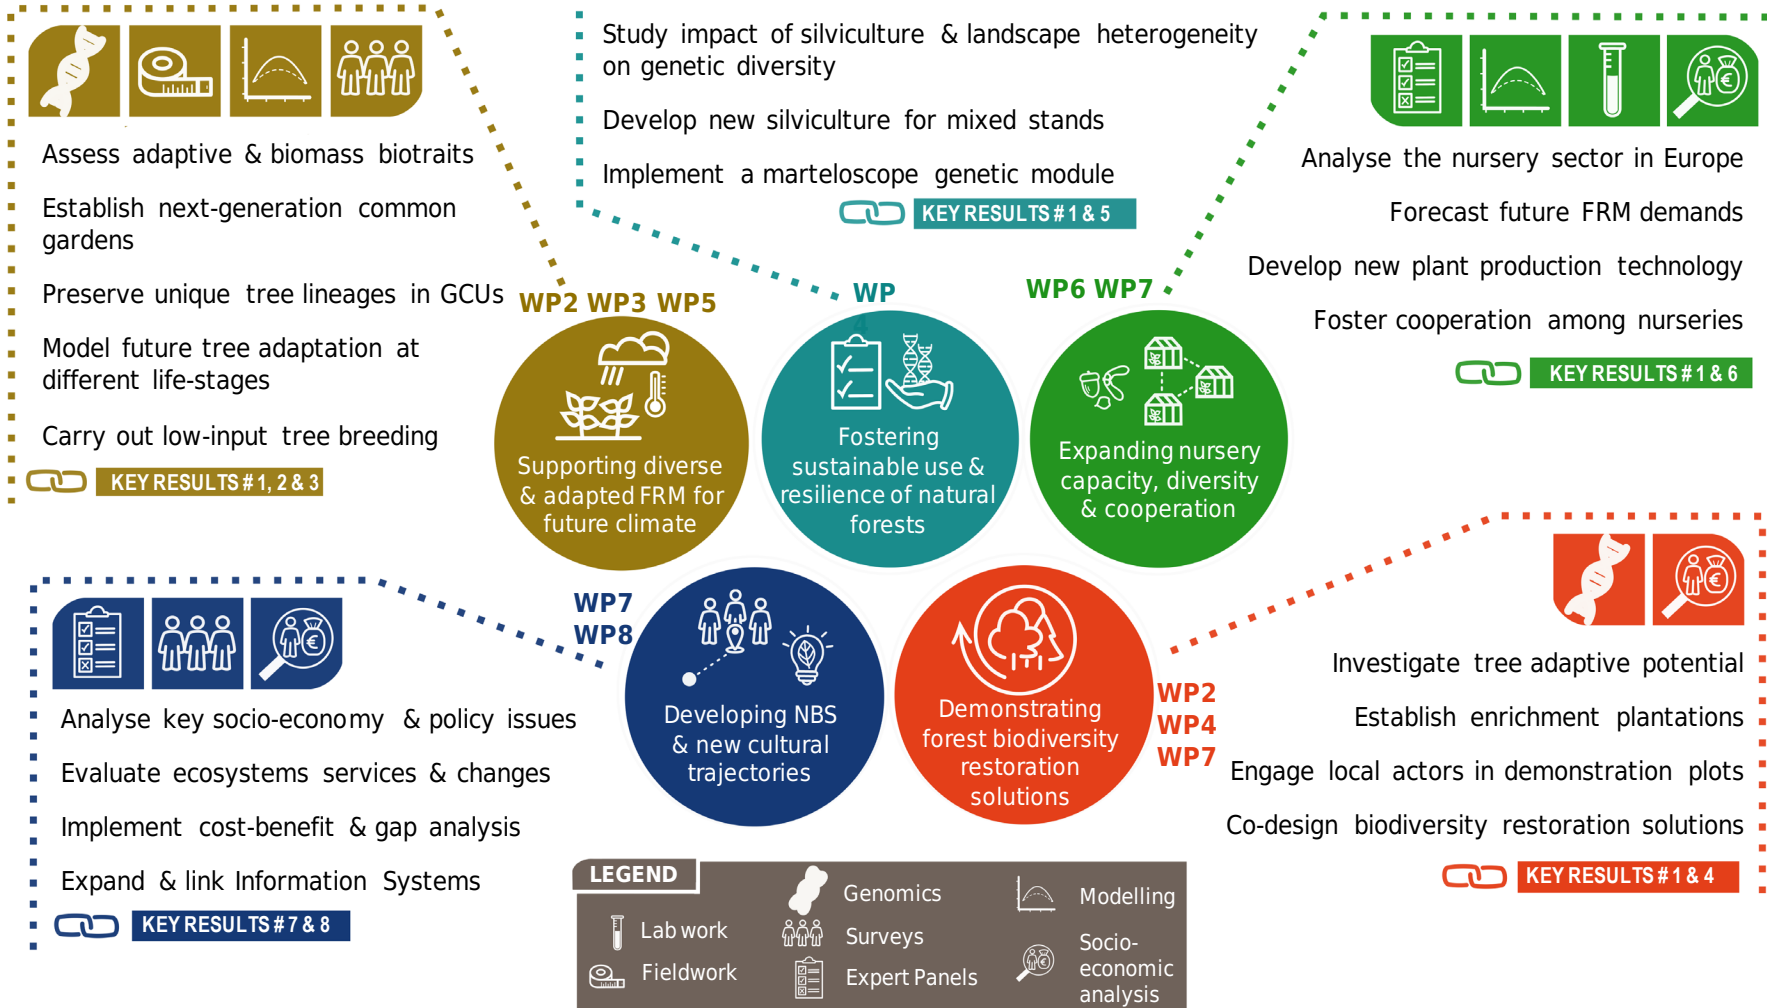 Assess adaptive & biomass biotraits
Establish next-generation common
gardens
Preserve unique tree lineages in GCUs
Model future tree adaptation at
different life-stages
Carry out low-input tree breeding
KEY RESULTS # 1, 2 & 3
Study impact of silviculture & landscape heterogeneity
on genetic diversity
Develop new silviculture for mixed stands
Implement a marteloscope genetic module
KEY RESULTS # 1 & 5
Analyse the nursery sector in Europe
Forecast future FRM demands
Develop new plant production technology
Foster cooperation among nurseries
KEY RESULTS # 1 & 6
WP2 WP3 WP5
Supporting diverse
& adapted FRM for
future climate
WP
4
Fostering
sustainable use &
resilience of natural
forests
WP6 WP7
Expanding nursery
capacity, diversity
& cooperation
WP7
WP8
Developing NBS
& new cultural
trajectories
Demonstrating
forest biodiversity
restoration
solutions
WP2
WP4
WP7
Analyse key socio-economy & policy issues
Evaluate ecosystems services & changes
Implement cost-benefit & gap analysis
Expand & link Information Systems
KEY RESULTS # 7 & 8
Investigate tree adaptive potential
Establish enrichment plantations
Engage local actors in demonstration plots
Co-design biodiversity restoration solutions
KEY RESULTS # 1 & 4
LEGEND
Lab work
Fieldwork
Genomics
Surveys
Expert Panels
Modelling
Socio-
economic
analysis